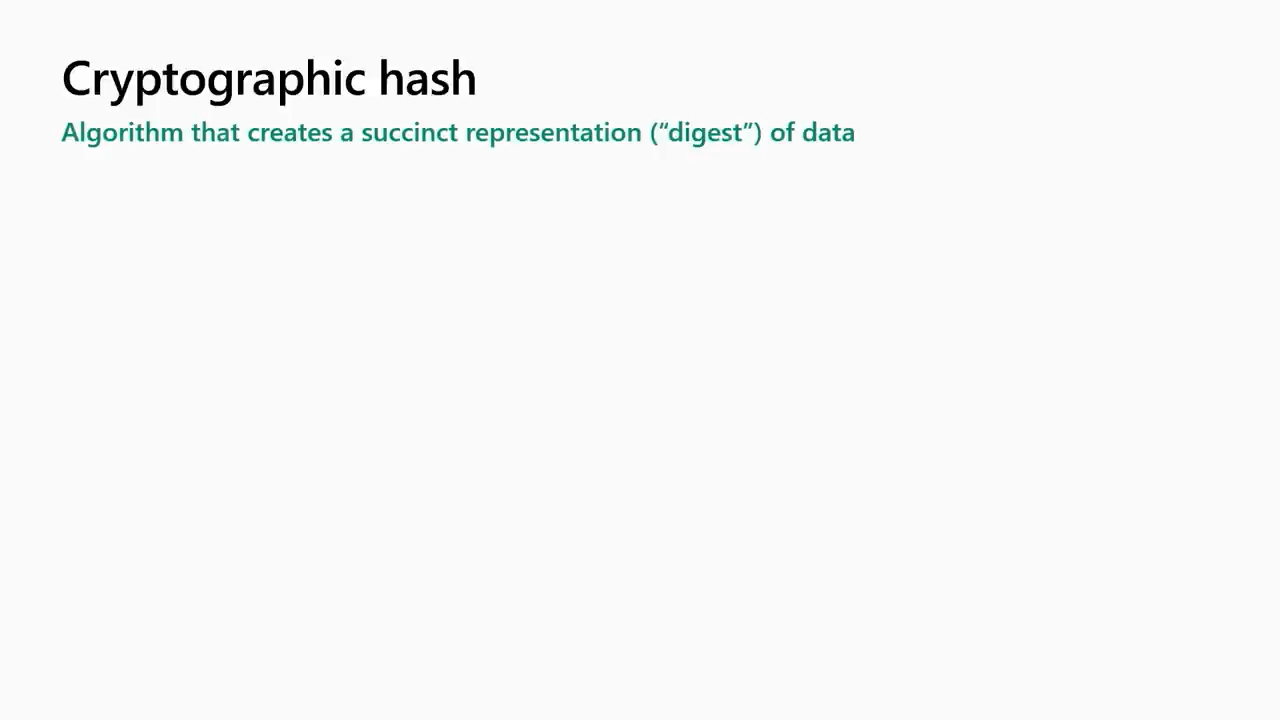 Cryptographic hash
Algorithm that creates a succinct representation (“digest”) of data